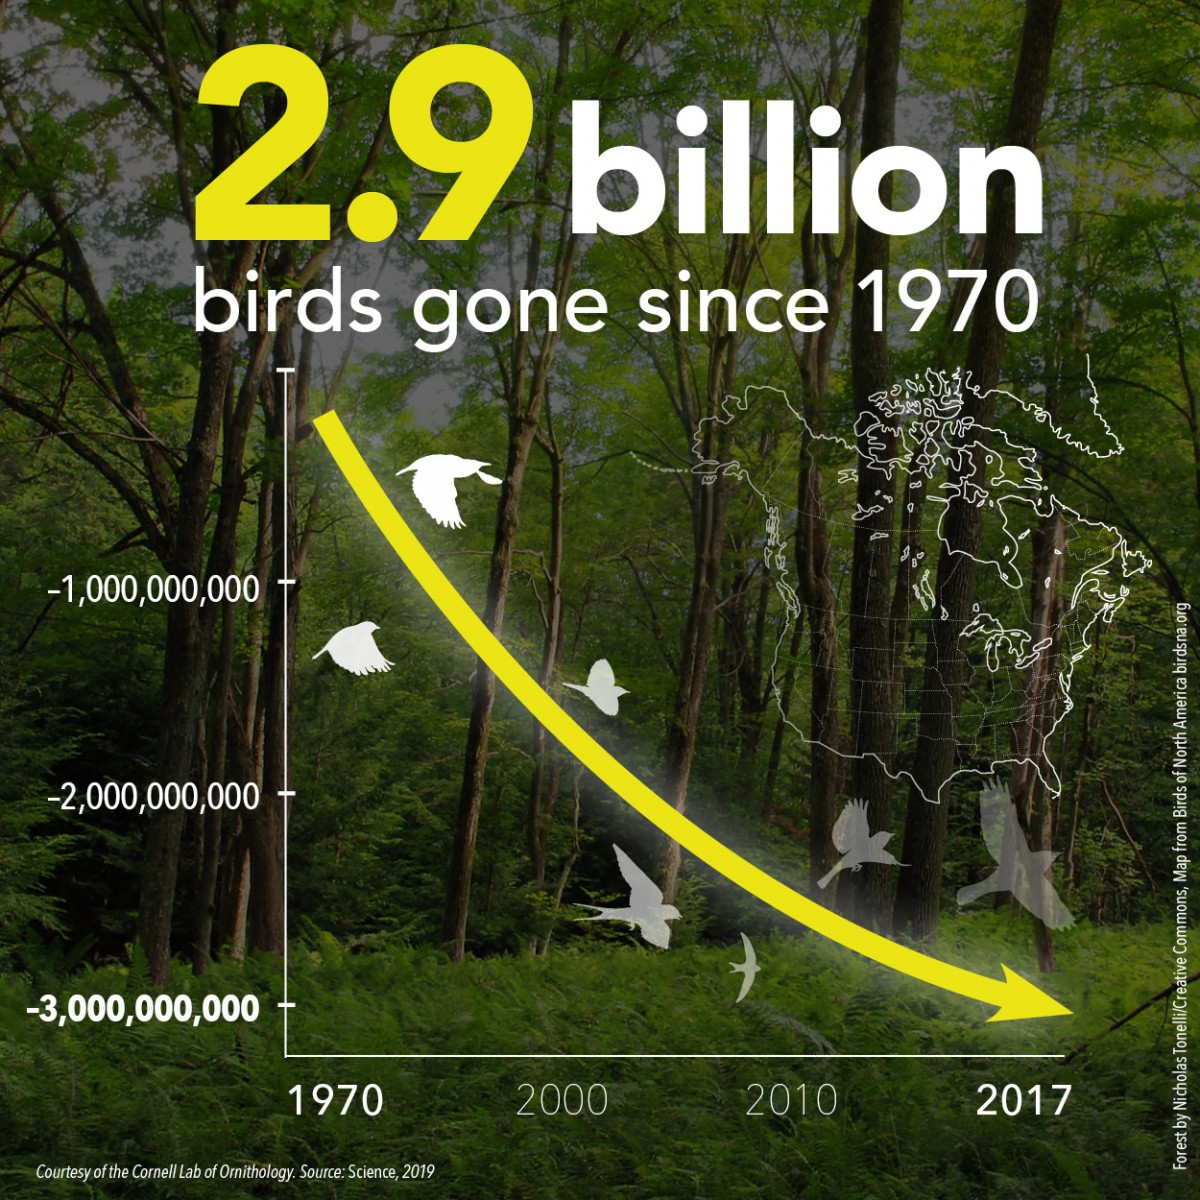 2.9 billion
birds gone since 1970
–1,000,000,000
–2,000,000,000
-3,000,000,000
1970 2000 2010 2017
Courtesy of the Cornell Lab of Ornithology. Source: Science, 2019
Forest by Nicholas Tonelli/Creative Commons, Map from Birds of North America birdsna.org